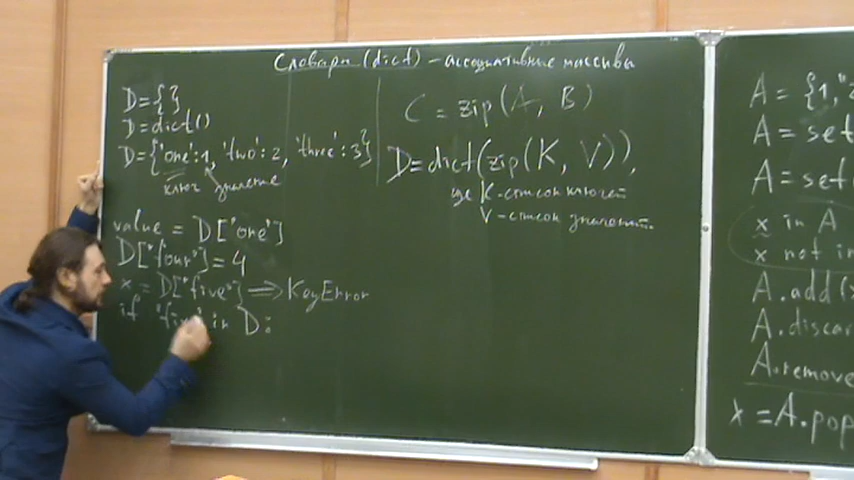 Словари (dict) – ассоциативные массивы
D={}
D=dict()
D={'one':1, 'two':2, 'three':3}
ключ значение
value = D['one']
D["four"]=4
x = D["five"] => KeyError
if 'five' in D:
C = zip(A, B)
D=dict(zip(K, V)),
где K-список ключей
V-список значений.
A = {1,
A = set
A = set
x in A
x not in
A.add(x
A.discar
A.remove
x = A.pop